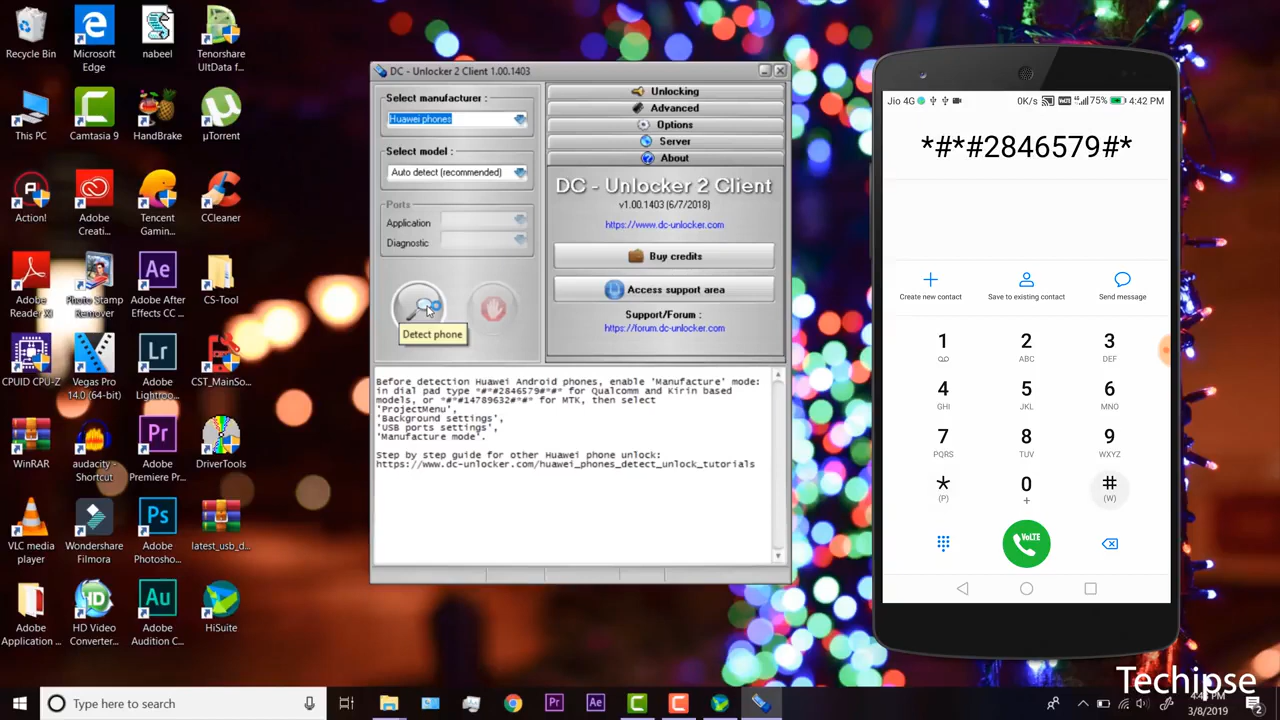 Recycle Bin
Microsoft
Edge
nabeel
Tenorshare
UltData f...
This PC
Camtasia 9
HandBrake
µTorrent
Action!
Adobe
Creati...
Tencent
Gamin...
CCleaner
Adobe
Reader XI
Photo Stamp
Remover
Adobe After
Effects CC ...
CS-Tool
CPUID CPU-Z
Vegas Pro
14.0 (64-bit)
Adobe
Lightroo...
CST_MainSo...
WinRAR
audacity -
Shortcut
Adobe
Premiere Pr...
DriverTools
VLC media
player
Wondershare
Filmora
Adobe
Photosho...
latest_usb_d...
Adobe
Application ...
HD Video
Converter...
Adobe
Audition C...
HiSuite
DC - Unlocker 2 Client 1.00.1403
Select manufacturer :
Huawei phones
Select model :
Auto detect (recommended)
Ports
Application
Diagnostic
Detect phone
Unlocking
Advanced
Options
Server
About
DC - Unlocker 2 Client
v1.00.1403 (6/7/2018)
https://www.dc-unlocker.com
Buy credits
Access support area
Support/Forum :
https://forum.dc-unlocker.com
Before detection Huawei Android phones, enable 'Manufacture' mode:
in dial pad type *#*#2846579#*#* for Qualcomm and Kirin based
models, or *#*#14789632#*#* for MTK, then select
'ProjectMenu',
'Background settings',
'USB ports settings',
'Manufacture mode'.
Step by step guide for other Huawei phone unlock:
https://www.dc-unlocker.com/huawei_phones_detect_unlock_tutorials
Jio 4G 0K/s 75% 4:42 PM
*#*#2846579#*
Create new contact
Save to existing contact
Send message
1 2 3
ABC DEF
4 5 6
GHI JKL MNO
7 8 9
PQRS TUV WXYZ
* 0 #
(P) + (W)
VoLTE
Techipse
Type here to search
3/8/2019
2